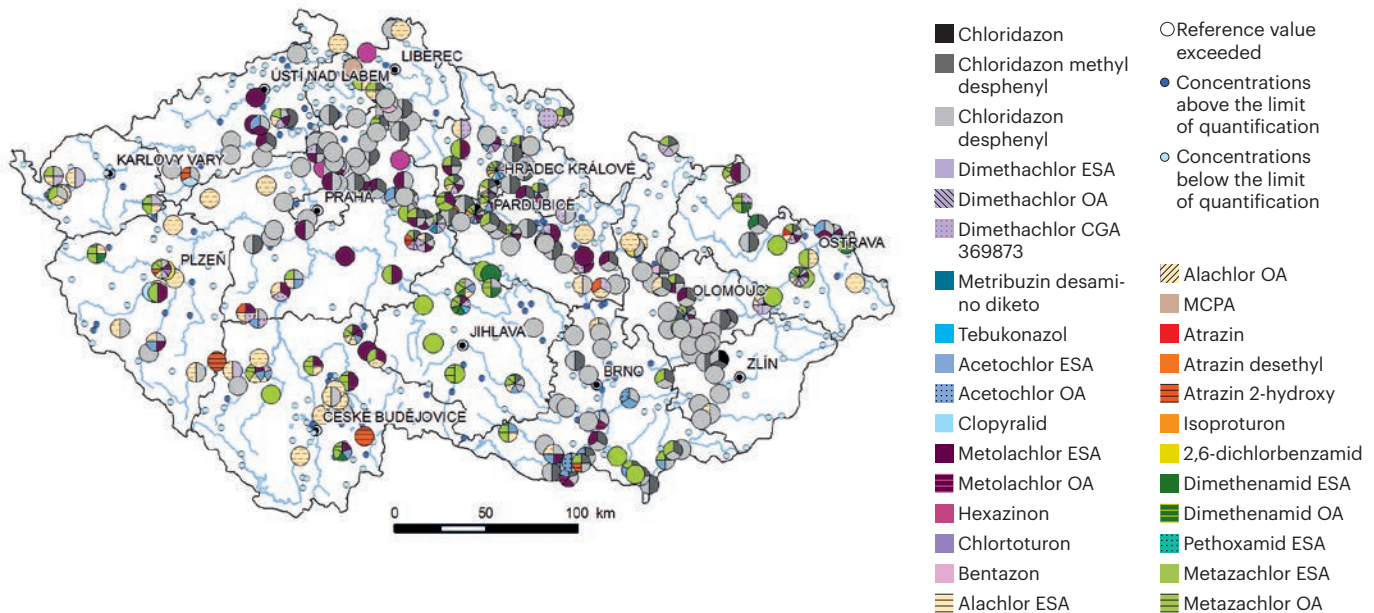 LIBEREC
ÚSTÍ NAD LABEM
KARLOVY VARY
HRADEC KRÁLOVÉ
PRAHA
PARDUBICE
OSTRAVA
PLZEŇ
OLOMOUC
JIHLAVA
BRNO
ZLÍN
ČESKÉ BUDĚJOVICE
0 50 100 km
Chloridazon
Chloridazon methyl
desphenyl
Chloridazon
desphenyl
Dimethachlor ESA
Dimethachlor OA
Dimethachlor CGA
369873
Metribuzin desami-
no diketo
Tebukonazol
Acetochlor ESA
Acetochlor OA
Clopyralid
Metolachlor ESA
Metolachlor OA
Hexazinon
Chlortoturon
Bentazon
Alachlor ESA
Reference value
exceeded
Concentrations
above the limit
of quantification
Concentrations
below the limit
of quantification
Alachlor OA
MCPA
Atrazin
Atrazin desethyl
Atrazin 2-hydroxy
Isoproturon
2,6-dichlorbenzamid
Dimethenamid ESA
Dimethenamid OA
Pethoxamid ESA
Metazachlor ESA
Metazachlor OA